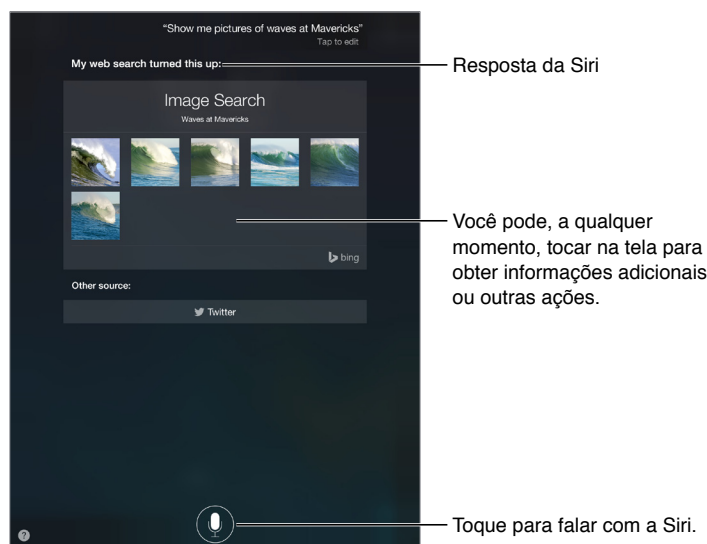 “Show me pictures of waves at Mavericks”
Tap to edit
My web search turned this up:
Resposta da Siri
Image Search
Waves at Mavericks
Você pode, a qualquer
momento, tocar na tela para
obter informações adicionais
ou outras ações.
bing
Other source:
Twitter
Toque para falar com a Siri.
?